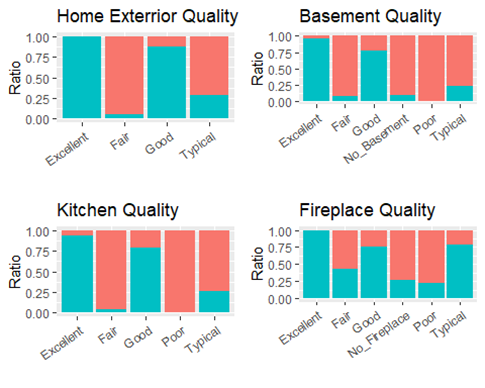 Home Exterrior Quality
Ratio
1.00
0.75
0.50
0.25
0.00
Excellent
Fair
Good
Typical
Basement Quality
Ratio
1.00
0.75
0.50
0.25
0.00
Excellent
Fair
Good
No_Basement
Poor
Typical
Kitchen Quality
Ratio
1.00
0.75
0.50
0.25
0.00
Excellent
Fair
Good
Poor
Typical
Fireplace Quality
Ratio
1.00
0.75
0.50
0.25
0.00
Excellent
Fair
Good
No_Fireplace
Poor
Typical